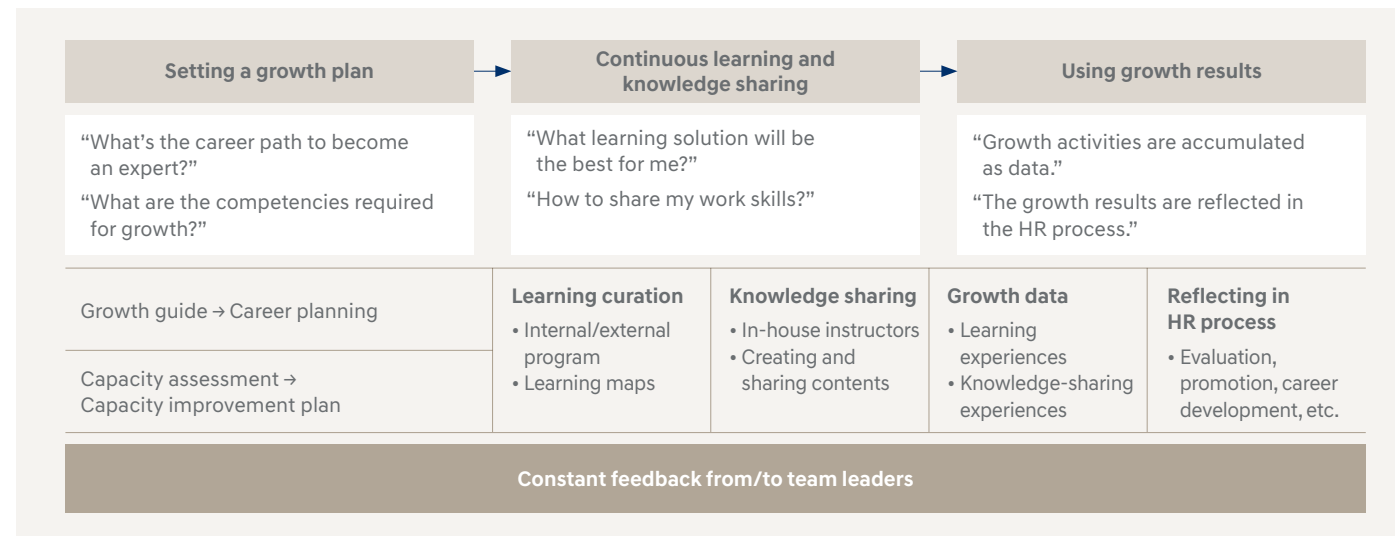 Setting a growth plan
Continuous learning and
knowledge sharing
Using growth results
“What’s the career path to become
an expert?”
“What are the competencies required
for growth?”
“What learning solution will be
the best for me?”
“How to share my work skills?”
“Growth activities are accumulated
as data.”
“The growth results are reflected in
the HR process.”
Growth guide → Career planning
Capacity assessment →
Capacity improvement plan
Learning curation
• Internal/external
program
• Learning maps
Knowledge sharing
• In-house instructors
• Creating and
sharing contents
Growth data
• Learning
experiences
• Knowledge-sharing
experiences
Reflecting in
HR process
• Evaluation,
promotion, career
development, etc.
Constant feedback from/to team leaders